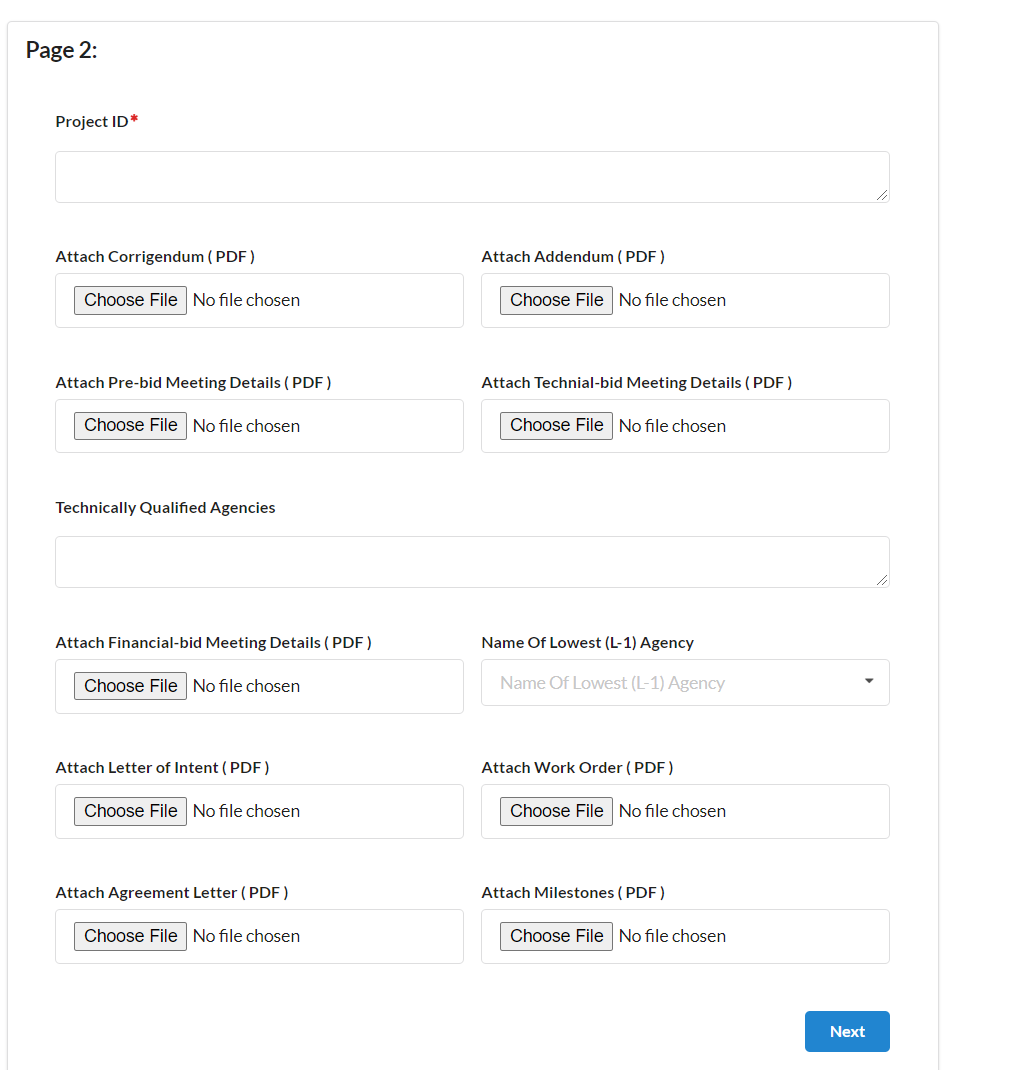 Page 2:
Project ID*
Attach Corrigendum ( PDF )
Attach Addendum ( PDF )
Choose File No file chosen
Choose File No file chosen
Attach Pre-bid Meeting Details ( PDF )
Attach Technial-bid Meeting Details ( PDF )
Choose File No file chosen
Choose File No file chosen
Technically Qualified Agencies
Attach Financial-bid Meeting Details ( PDF )
Name Of Lowest (L-1) Agency
Choose File No file chosen
Name Of Lowest (L-1) Agency
Attach Letter of Intent ( PDF )
Attach Work Order ( PDF )
Choose File No file chosen
Choose File No file chosen
Attach Agreement Letter ( PDF )
Attach Milestones ( PDF )
Choose File No file chosen
Choose File No file chosen
Next